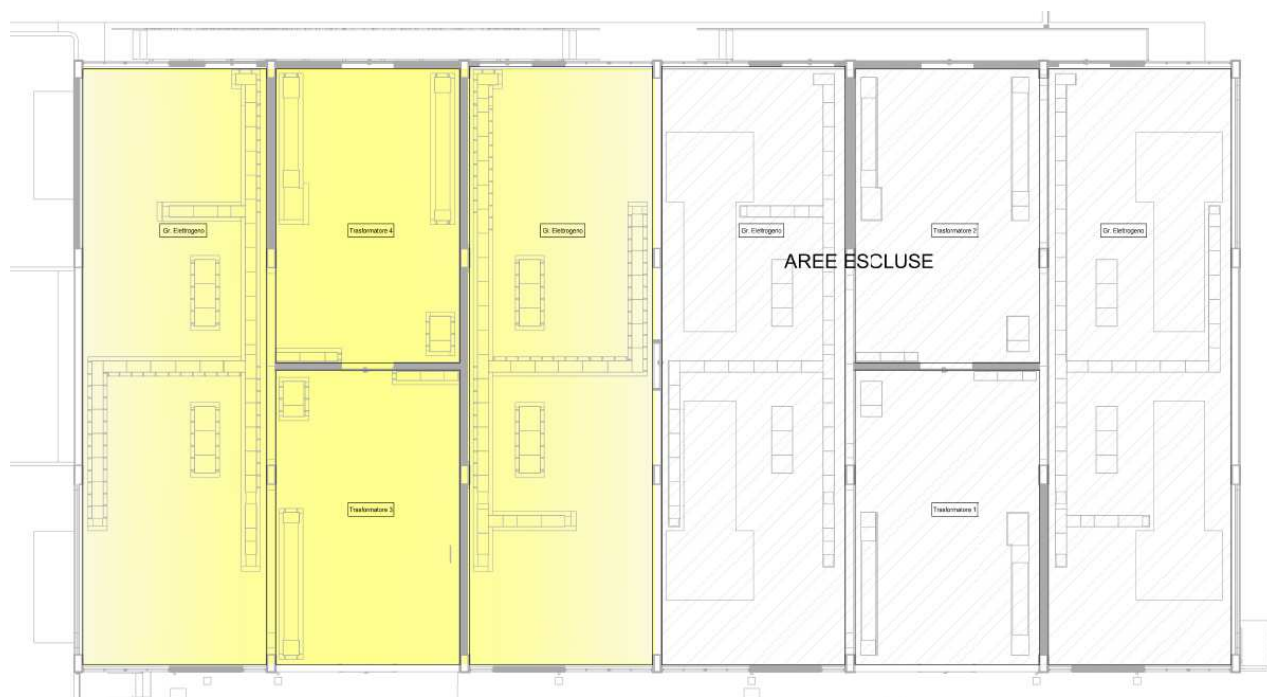 Gr. Elettrogeno
Trasformatore 4
Gr. Elettrogeno
Gr. Elettrogeno
Trasformatore 2
Gr. Elettrogeno
AREE ESCLUSE
Trasformatore 3
Trasformatore 1